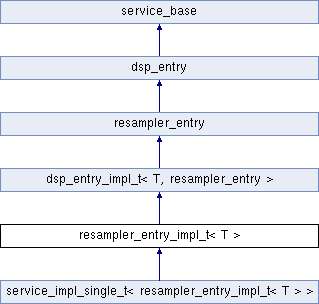 service_base
dsp_entry
resampler_entry
dsp_entry_impl_t< T, resampler_entry >
resampler_entry_impl_t< T >
service_impl_single_t< resampler_entry_impl_t< T > >